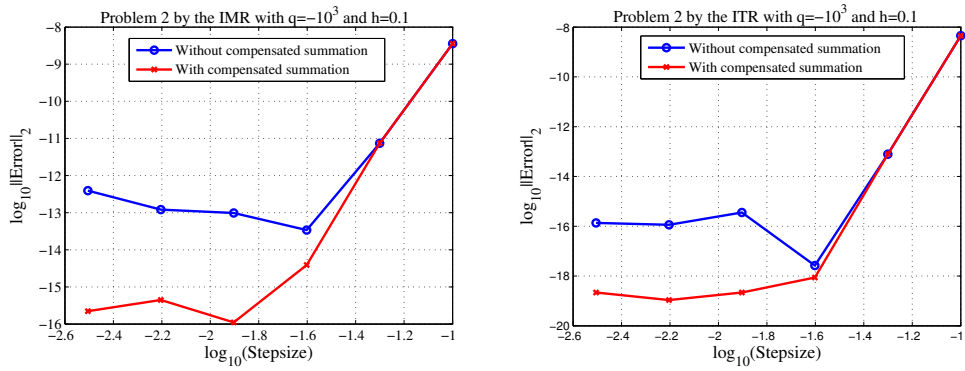 Problem 2 by the IMR with q=−10³ and h=0.1
Without compensated summation
With compensated summation
−8
−9
−10
−11
−12
−13
−14
−15
−16
log₁₀||Error||₂
−2.6 −2.4 −2.2 −2 −1.8 −1.6 −1.4 −1.2 −1
log₁₀(Stepsize)
Problem 2 by the ITR with q=−10³ and h=0.1
Without compensated summation
With compensated summation
−8
−10
−12
−14
−16
−18
−20
log₁₀||Error||₂
−2.6 −2.4 −2.2 −2 −1.8 −1.6 −1.4 −1.2 −1
log₁₀(Stepsize)